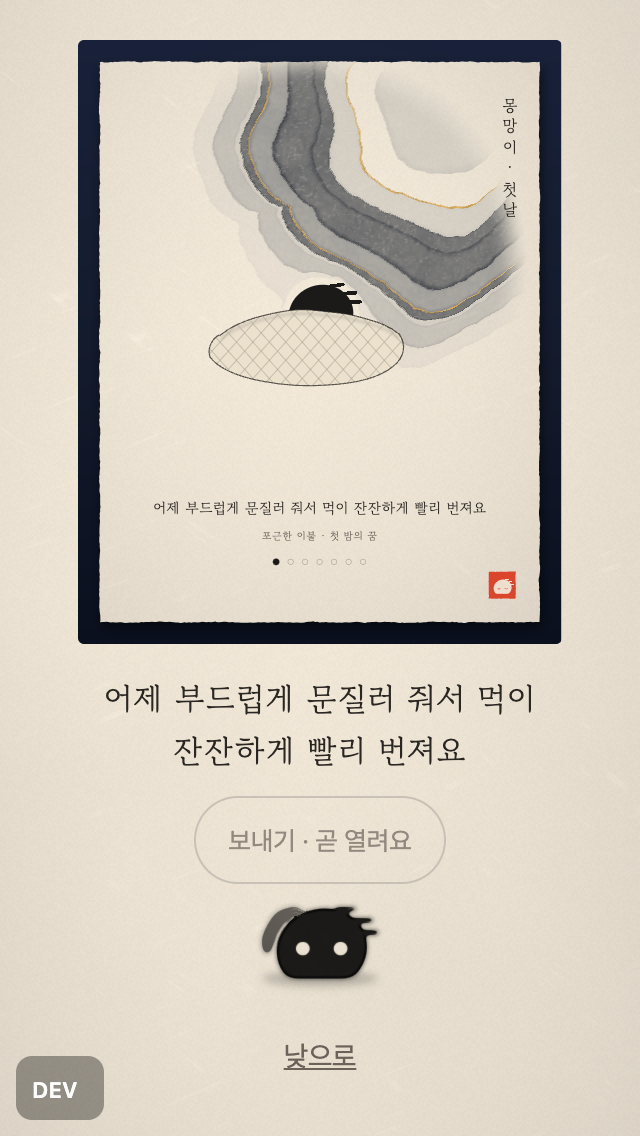 몽망이 · 첫날
어제 부드럽게 문질러 줘서 먹이 잔잔하게 빨리 번져요
포근한 이불 · 첫 밤의 꿈
어제 부드럽게 문질러 줘서 먹이
잔잔하게 빨리 번져요
보내기 · 곧 열려요
낮으로
DEV